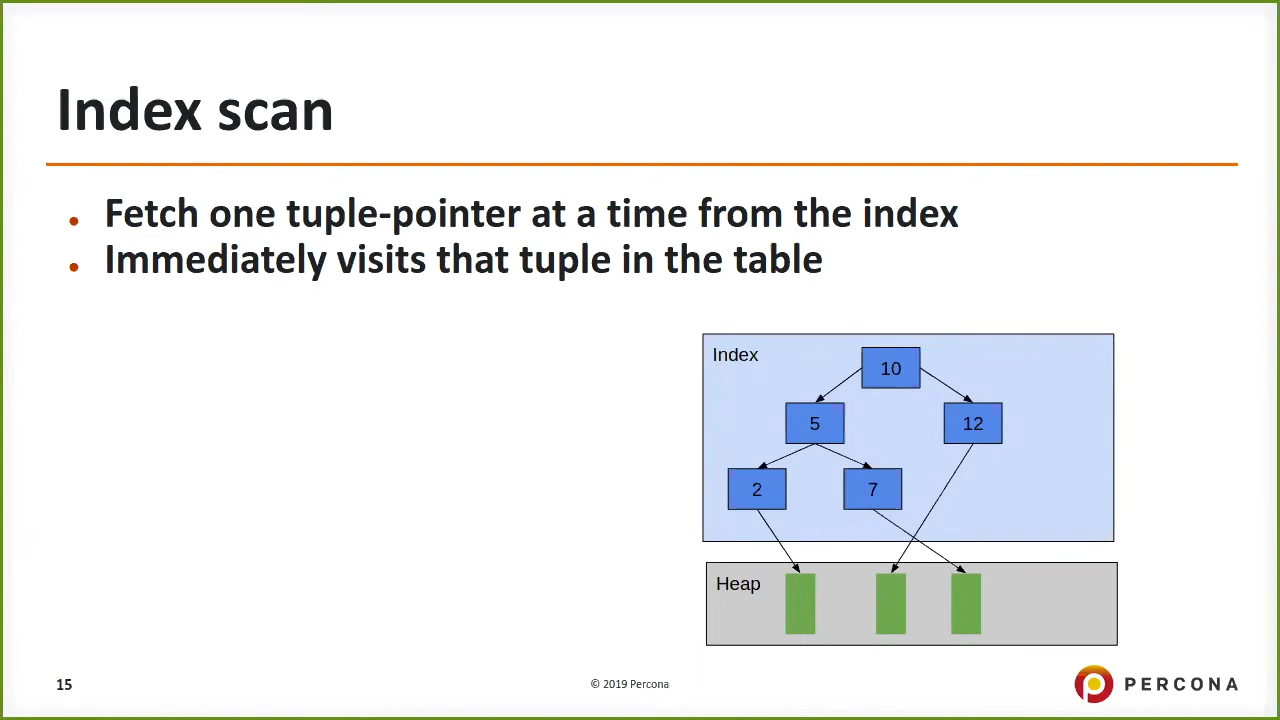 Index scan
Fetch one tuple-pointer at a time from the index
Immediately visits that tuple in the table
Index
10
5
12
2
7
Heap
15
© 2019 Percona
PERCONA